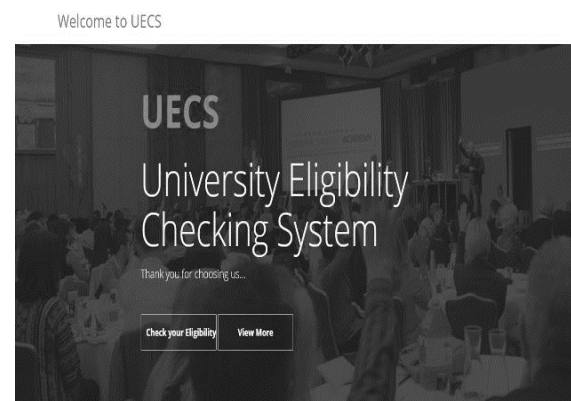 Welcome to UECS
UECS
University Eligibility
Checking System
Thank you for choosing us...
Check your Eligibility
View More